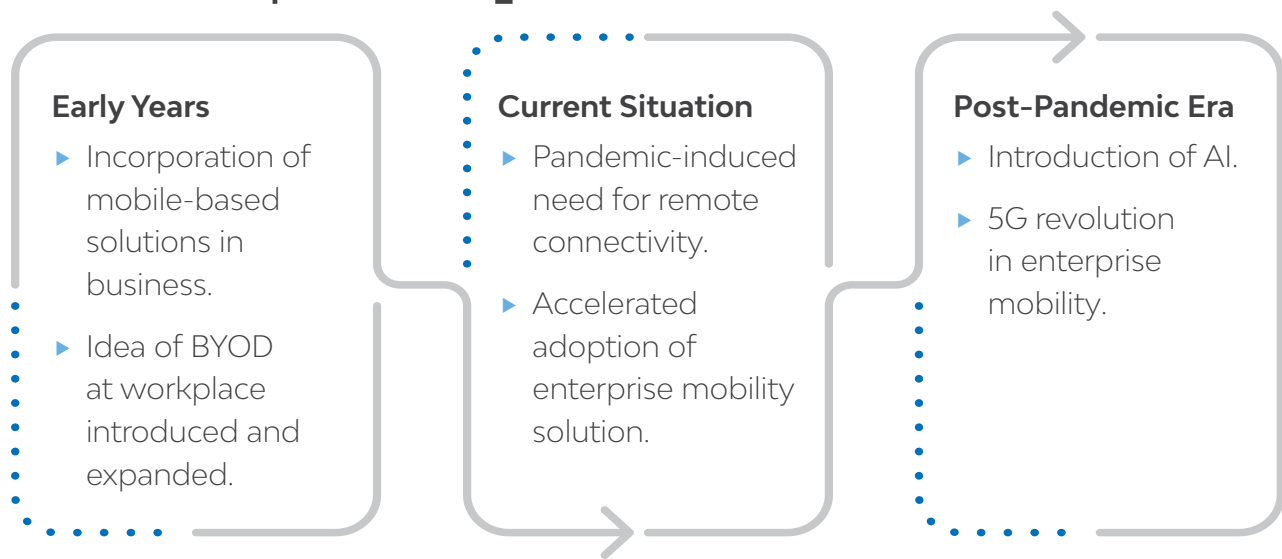 Early Years
▸ Incorporation of
mobile-based
solutions in
business.
▸ Idea of BYOD
at workplace
introduced and
expanded.
Current Situation
▸ Pandemic-induced
need for remote
connectivity.
▸ Accelerated
adoption of
enterprise mobility
solution.
Post-Pandemic Era
▸ Introduction of AI.
▸ 5G revolution
in enterprise
mobility.